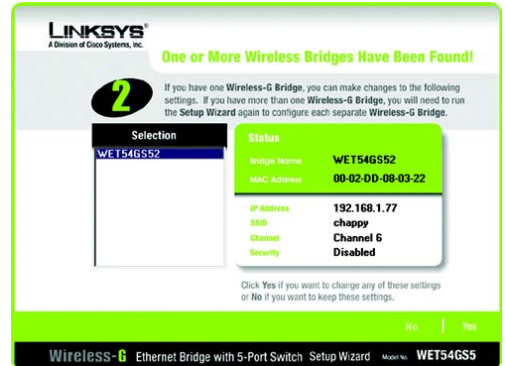 LINKSYS®
A Division of Cisco Systems, Inc.
One or More Wireless Bridges Have Been Found!
2
If you have one Wireless-G Bridge, you can make changes to the following
settings. If you have more than one Wireless-G Bridge, you will need to run
the Setup Wizard again to configure each separate Wireless-G Bridge.
Selection
WET54GS52
Status
Bridge Name WET54GS52
MAC Address 00-02-DD-08-03-22
IP Address 192.168.1.77
SSID chappy
Channel Channel 6
Security Disabled
Click Yes if you want to change any of these settings
or No if you want to keep these settings.
No | Yes
Wireless-G Ethernet Bridge with 5-Port Switch Setup Wizard Model No. WET54GS5